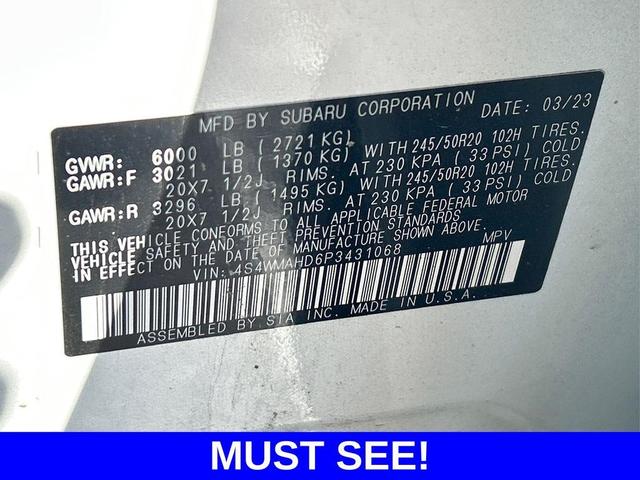 MFD BY SUBARU CORPORATION DATE: 03/23
GVWR: 6000 LB ( 2721 KG)
GAWR:F 3021 LB ( 1370 KG) WITH 245/50R20 102H TIRES.
20X7 1/2J RIMS. AT 230 KPA ( 33 PSI) COLD
GAWR:R 3296 LB ( 1495 KG) WITH 245/50R20 102H TIRES.
20X7 1/2J RIMS. AT 230 KPA ( 33 PSI) COLD
THIS VEHICLE CONFORMS TO ALL APPLICABLE FEDERAL MOTOR
VEHICLE SAFETY AND THEFT PREVENTION STANDARDS
IN EFFECT ON THE DATE OF MANUFACTURE SHOWN ABOVE.
VIN: 4S4WMAHD6P3431068 MPV
ASSEMBLED BY SIA INC. MADE IN U.S.A.
MUST SEE!